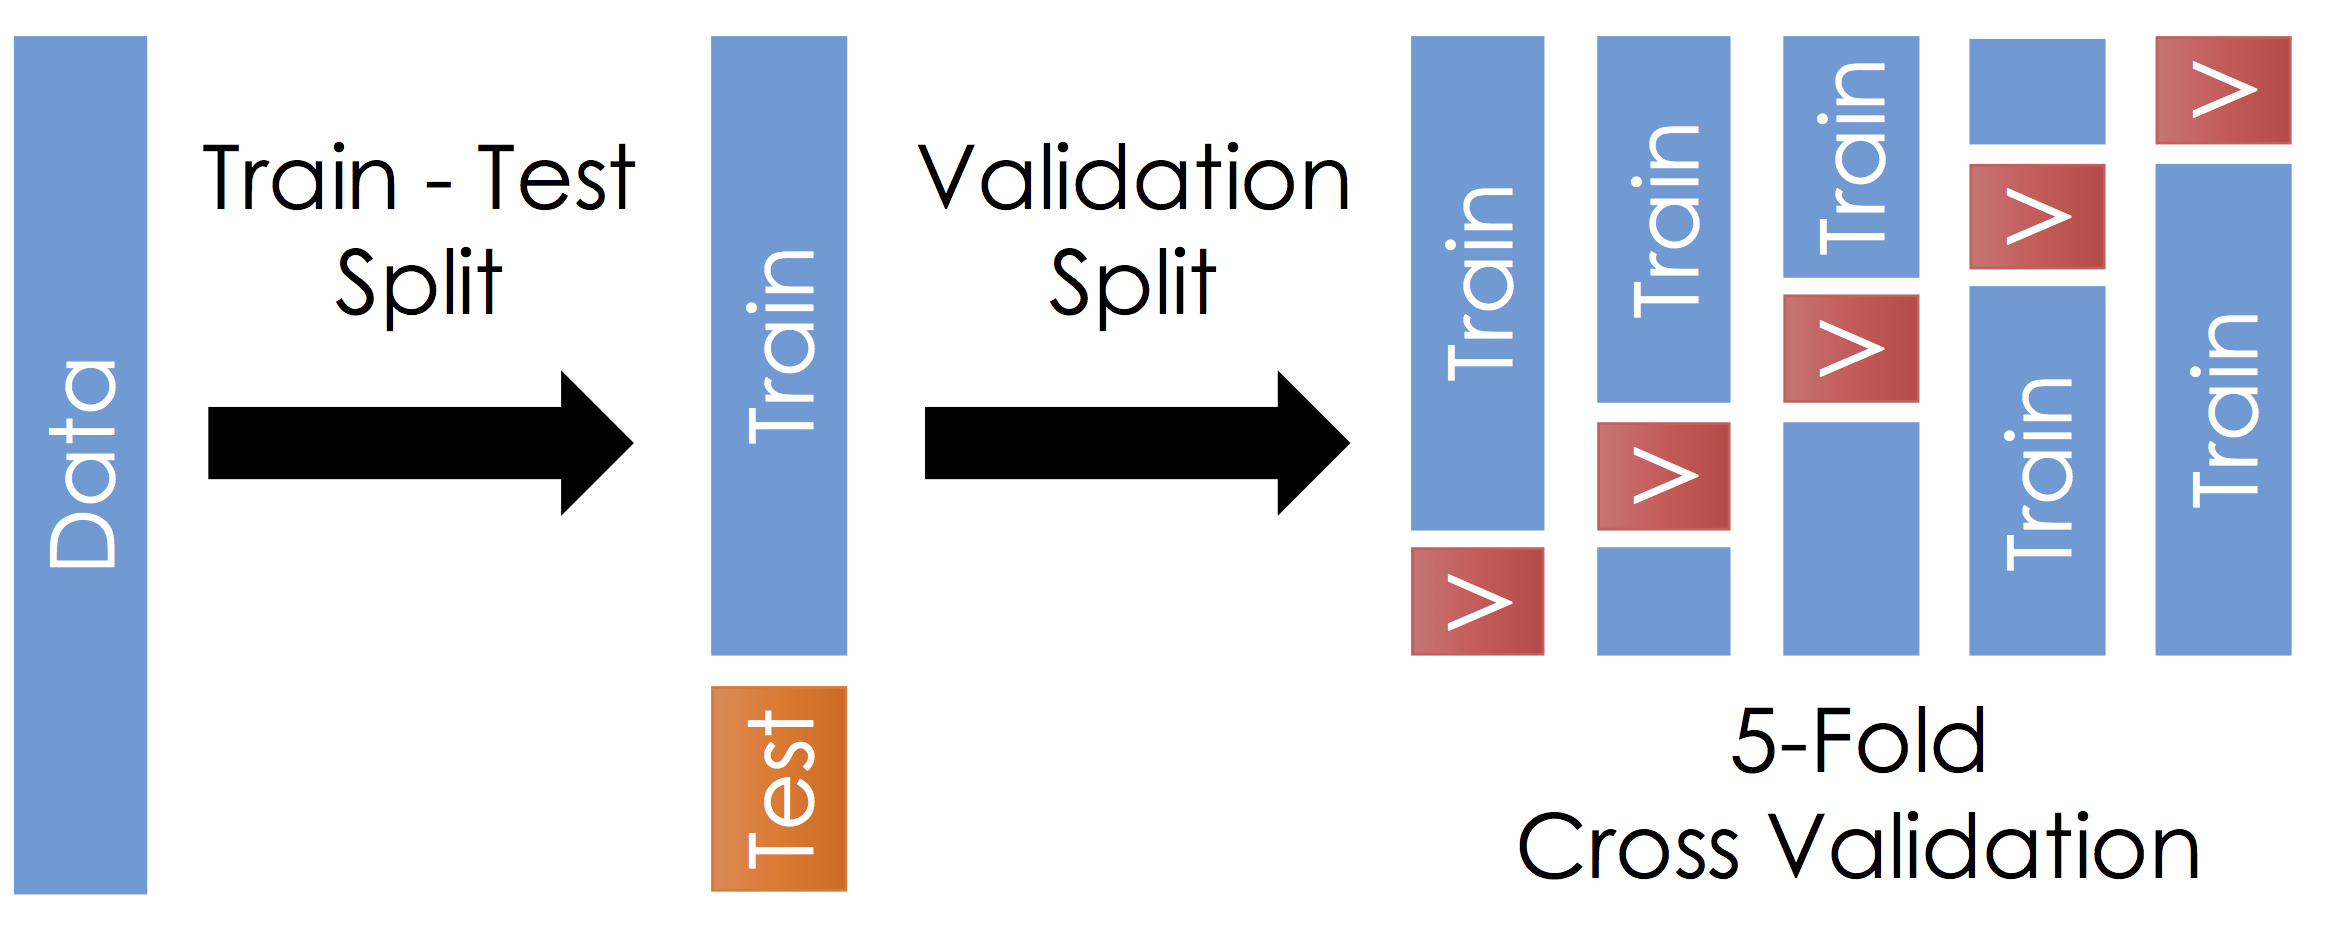 Data
Train - Test
Split
Train
Test
Validation
Split
Train
V
Train
V
Train
V
V
Train
V
Train
5-Fold
Cross Validation